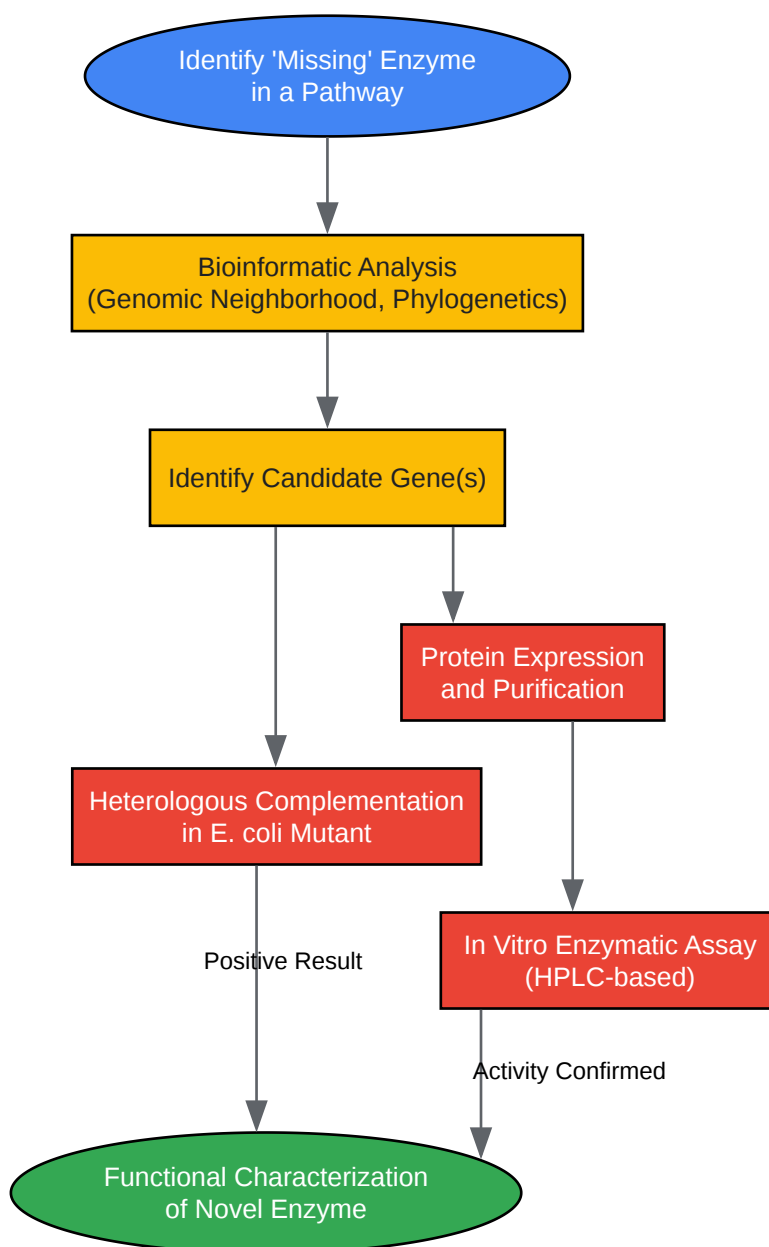 Identify 'Missing' Enzyme
in a Pathway
Bioinformatic Analysis
(Genomic Neighborhood, Phylogenetics)
Identify Candidate Gene(s)
Protein Expression
and Purification
Heterologous Complementation
in E. coli Mutant
In Vitro Enzymatic Assay
(HPLC-based)
Positive Result
Activity Confirmed
Functional Characterization
of Novel Enzyme